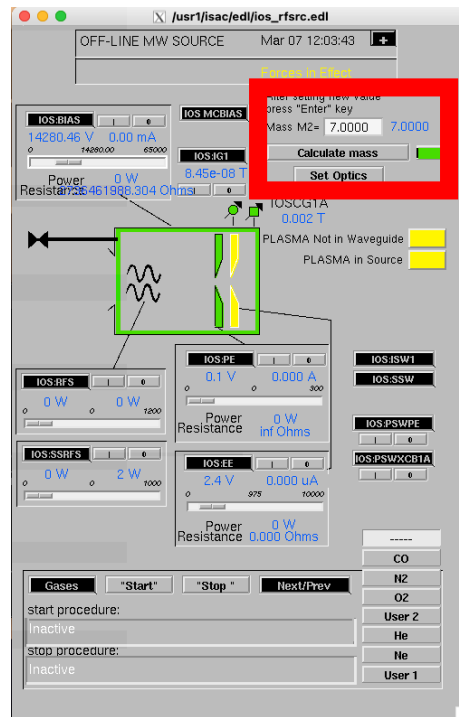 /usr1/isac/edl/ios_rfsrc.edl
OFF-LINE MW SOURCE Mar 07 12:03:43 +
Forces in Effect
After setting new value
press "Enter" key
Mass M2= 7.0000 7.0000
Calculate mass
Set Optics
IOS:BIAS I 0
14280.46 V 0.00 mA
0 14280.00 65000
Power 0 W
Resistance Ohms
IOS MCBIAS
IOS:IG1
8.45e-08 T
I 0
IOSCG1A
0.002 T
PLASMA Not in Waveguide
PLASMA in Source
IOS:RFS I 0
0 W 0 W
0 0 1200
IOS:SSRFS I 0
0 W 2 W
0 0 1000
IOS:PE I 0
0.1 V 0.000 A
0 0 300
Power 0 W
Resistance inf Ohms
IOS:EE I 0
2.4 V 0.000 uA
0 975 10000
Power 0 W
Resistance 0.000 Ohms
IOS:ISW1
IOS:SSW
IOS:PSWPE
I 0
IOS:PSWXCB1A
I 0
-----
CO
N2
O2
User 2
He
Ne
User 1
Gases "Start" "Stop " Next/Prev
start procedure:
Inactive
stop procedure:
Inactive